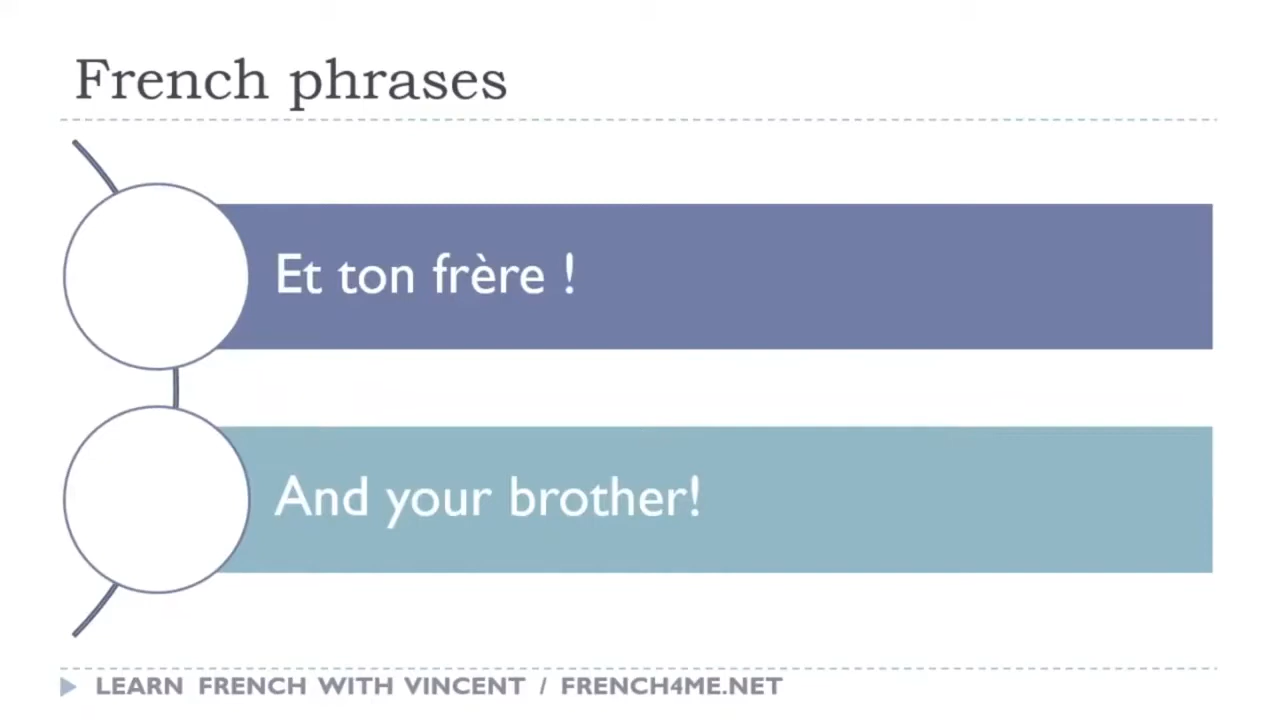 French phrases
Et ton frère !
And your brother!
LEARN FRENCH WITH VINCENT / FRENCH4ME.NET